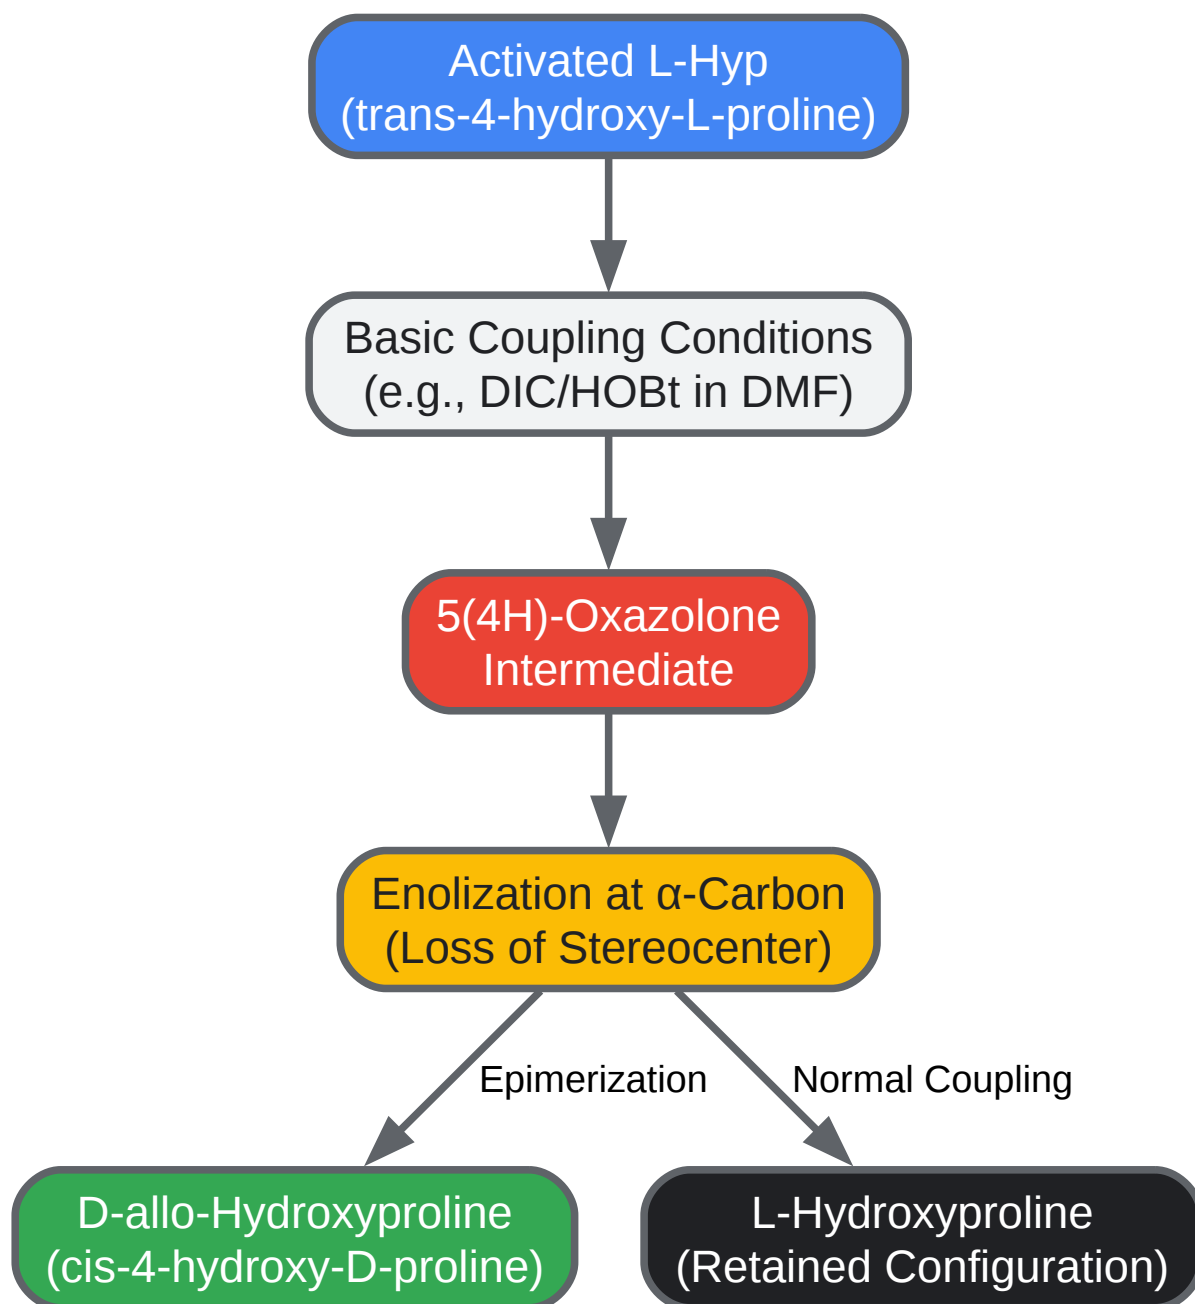 Activated L-Hyp
(trans-4-hydroxy-L-proline)
Basic Coupling Conditions
(e.g., DIC/HOBt in DMF)
5(4H)-Oxazolone
Intermediate
Enolization at α-Carbon
(Loss of Stereocenter)
Epimerization
Normal Coupling
D-allo-Hydroxyproline
(cis-4-hydroxy-D-proline)
L-Hydroxyproline
(Retained Configuration)